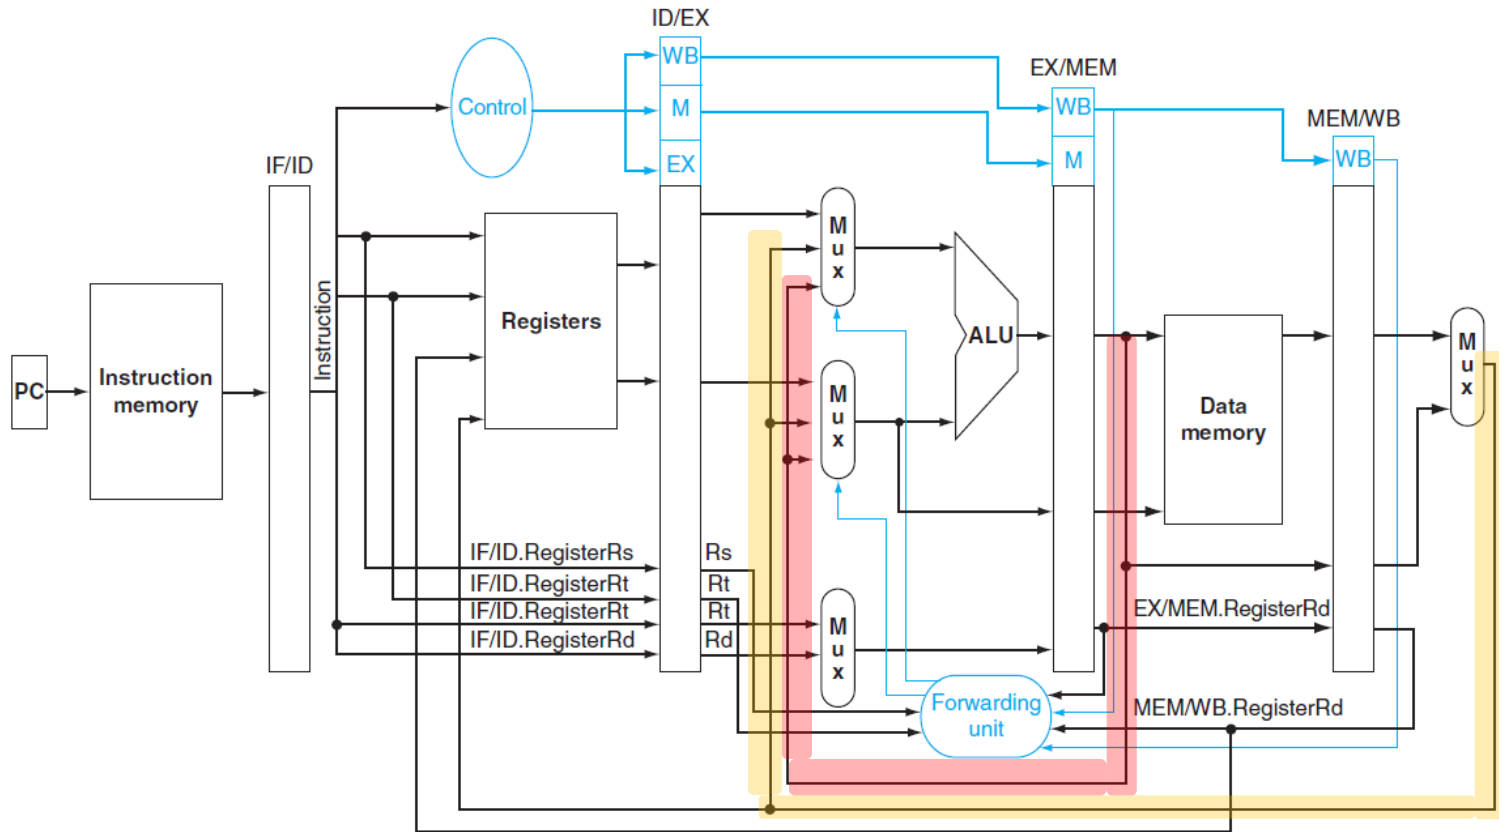 ID/EX
WB
EX/MEM
M
Control
WB
MEM/WB
EX
M
WB
IF/ID
M
u
x
Instruction
Registers
ALU
M
u
x
PC
Instruction
memory
M
u
x
Data
memory
IF/ID.RegisterRs
Rs
IF/ID.RegisterRt
Rt
IF/ID.RegisterRt
Rt
EX/MEM.RegisterRd
IF/ID.RegisterRd
Rd
M
u
x
Forwarding
unit
MEM/WB.RegisterRd